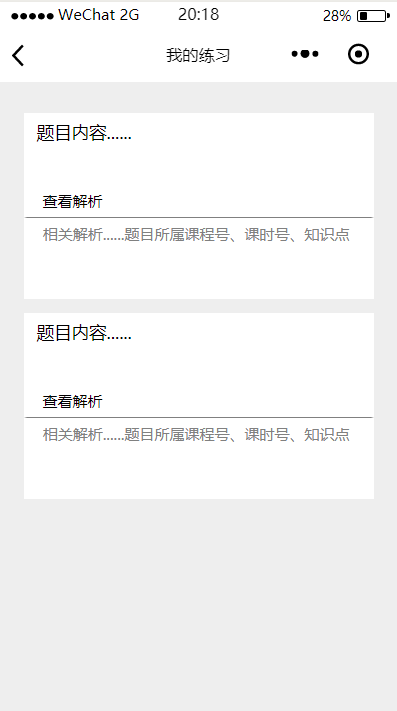 WeChat 2G 20:18 28%
我的练习
题目内容......
查看解析
相关解析......题目所属课程号、课时号、知识点
题目内容......
查看解析
相关解析......题目所属课程号、课时号、知识点